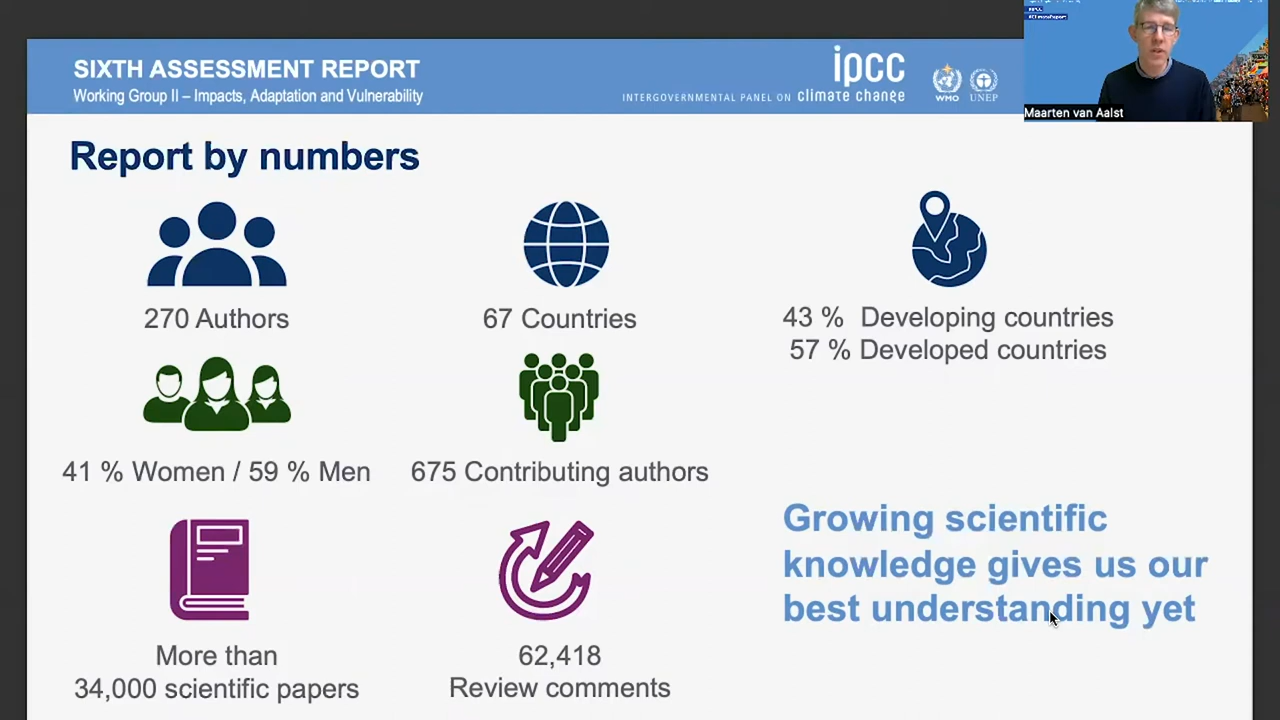 SIXTH ASSESSMENT REPORT
Working Group II – Impacts, Adaptation and Vulnerability
ipcc
INTERGOVERNMENTAL PANEL ON climate change
WMO
UNEP
Maarten van Aalst
Report by numbers
270 Authors
67 Countries
43 % Developing countries
57 % Developed countries
41 % Women / 59 % Men
675 Contributing authors
Growing scientific
knowledge gives us our
best understanding yet
More than
34,000 scientific papers
62,418
Review comments